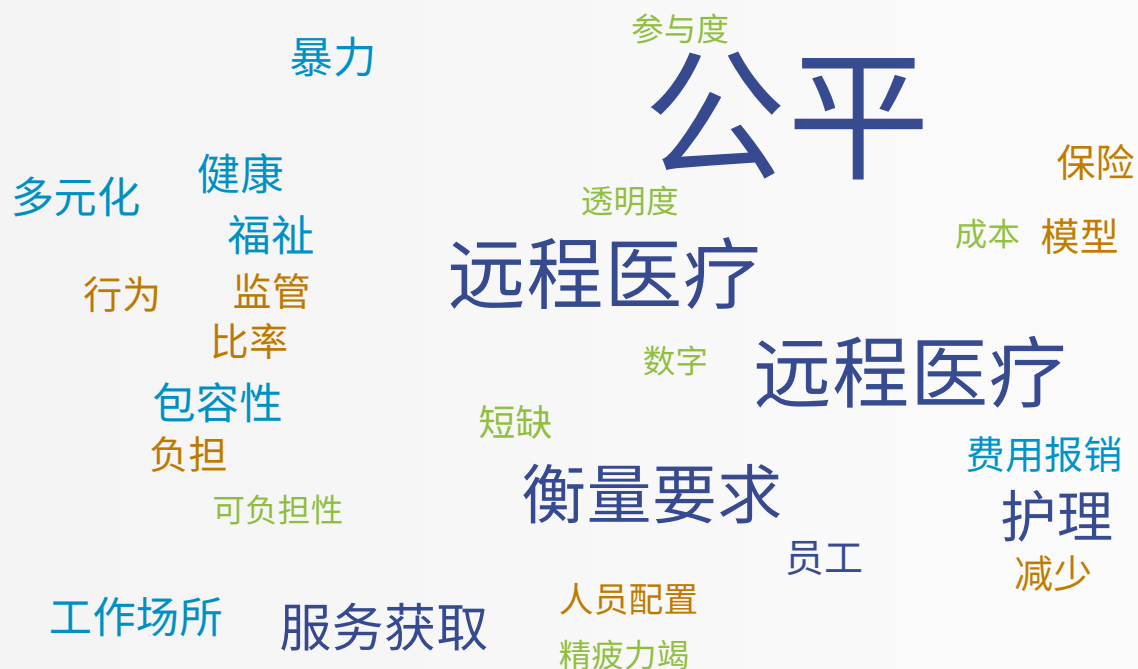 参与度
暴力
公平
保险
健康
多元化
透明度
福祉
成本
模型
远程医疗
行为
监管
比率
数字
远程医疗
包容性
短缺
负担
费用报销
衡量要求
可负担性
护理
员工
减少
人员配置
工作场所
服务获取
精疲力竭